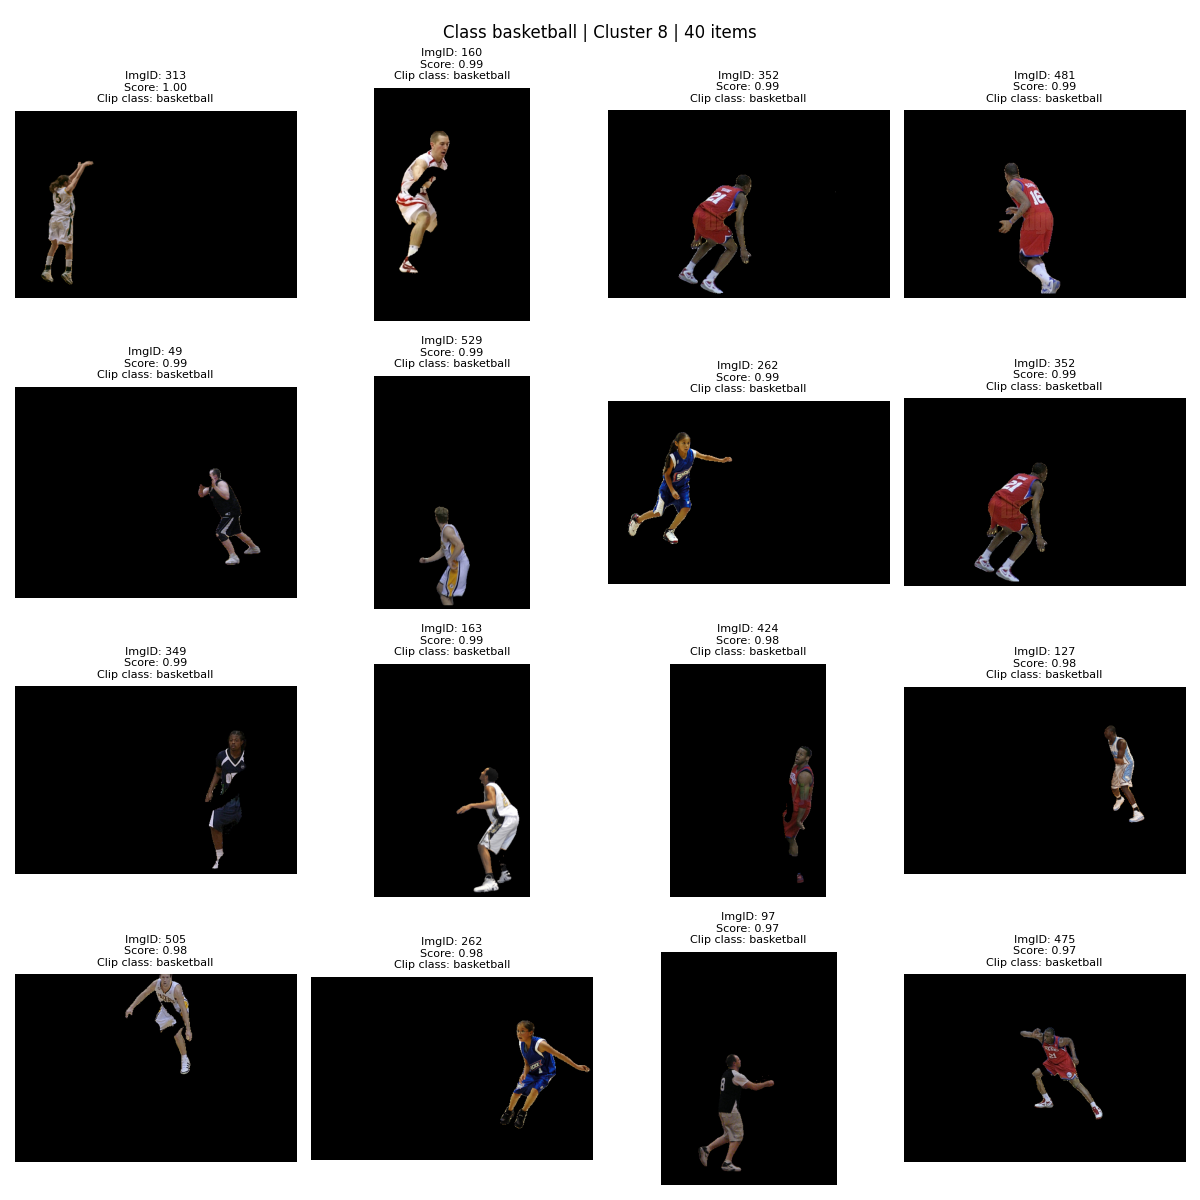 Class basketball | Cluster 8 | 40 items
ImgID: 313
Score: 1.00
Clip class: basketball
ImgID: 160
Score: 0.99
Clip class: basketball
ImgID: 352
Score: 0.99
Clip class: basketball
ImgID: 481
Score: 0.99
Clip class: basketball
21
16
ImgID: 49
Score: 0.99
Clip class: basketball
ImgID: 529
Score: 0.99
Clip class: basketball
ImgID: 262
Score: 0.99
Clip class: basketball
ImgID: 352
Score: 0.99
Clip class: basketball
21
ImgID: 349
Score: 0.99
Clip class: basketball
ImgID: 163
Score: 0.99
Clip class: basketball
ImgID: 424
Score: 0.98
Clip class: basketball
ImgID: 127
Score: 0.98
Clip class: basketball
ImgID: 505
Score: 0.98
Clip class: basketball
ImgID: 262
Score: 0.98
Clip class: basketball
ImgID: 97
Score: 0.97
Clip class: basketball
ImgID: 475
Score: 0.97
Clip class: basketball
8
21